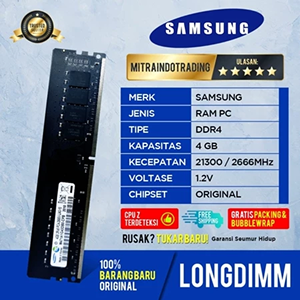 SAMSUNG
MITRAINDOTRADING
ULASAN:
MERK SAMSUNG
JENIS RAM PC
TIPE DDR4
KAPASITAS 4 GB
KECEPATAN 21300 / 2666MHz
VOLTASE 1.2V
CHIPSET ORIGINAL
CPU Z
TERDETEKSI
FREE
SHIPPING
GRATIS PACKING &
BUBBLEWRAP
RUSAK? TUKAR BARU! Garansi Seumur Hidup
100%
BARANG BARU
ORIGINAL
LONGDIMM